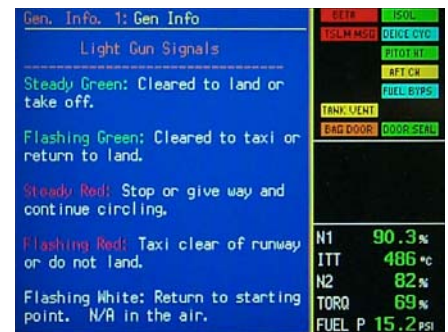 Gen. Info. 1: Gen Info
Light Gun Signals
Steady Green: Cleared to land or
take off.
Flashing Green: Cleared to taxi or
return to land.
Steady Red: Stop or give way and
continue circling.
Flashing Red: Taxi clear of runway
or do not land.
Flashing White: Return to starting
point. N/A in the air.
BETA ISOL
TSLM MSG DEICE CYC
PITOT HT
AFT CH
FUEL BYPS
TANK VENT
BAG DOOR DOOR SEAL
N1 90.3%
ITT 486 °C
N2 82%
TORQ 69%
FUEL P 15.2 PSI